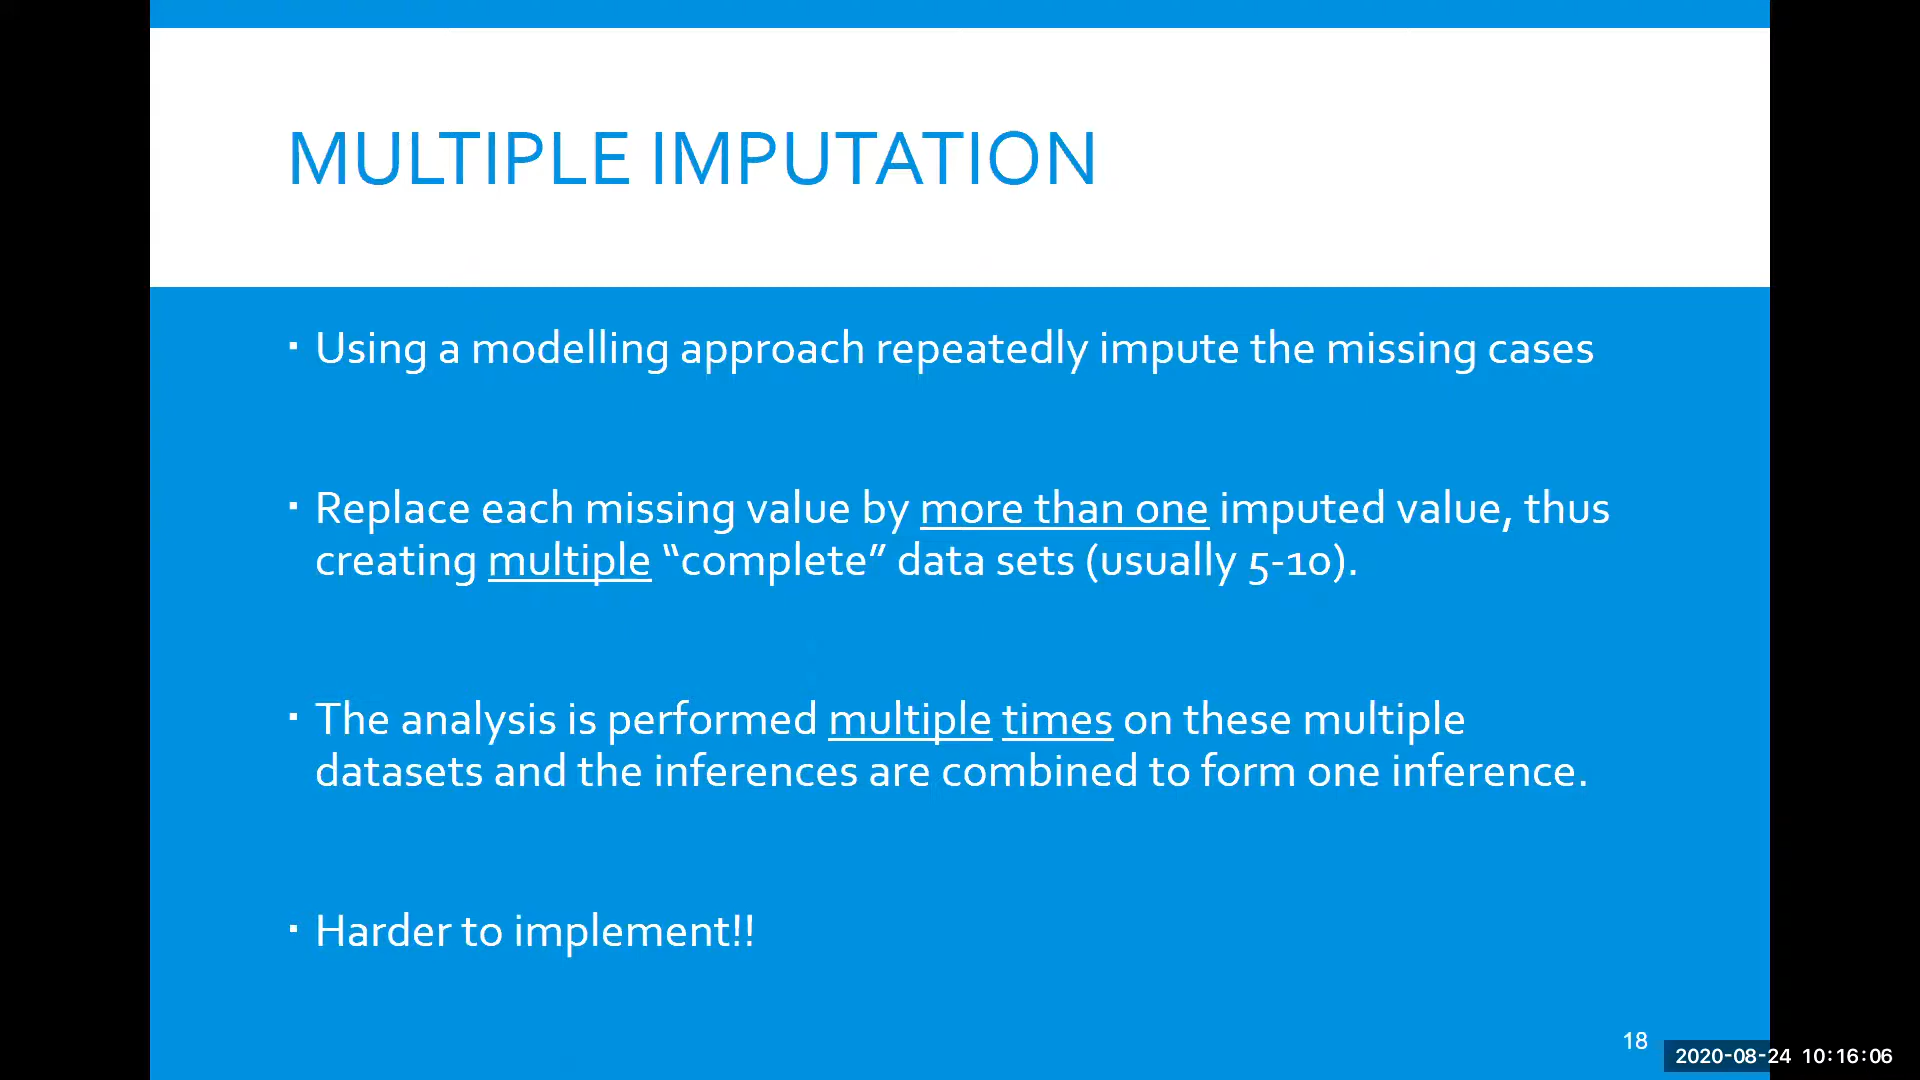 MULTIPLE IMPUTATION
▪ Using a modelling approach repeatedly impute the missing cases
▪ Replace each missing value by more than one imputed value, thus
creating multiple “complete” data sets (usually 5-10).
▪ The analysis is performed multiple times on these multiple
datasets and the inferences are combined to form one inference.
▪ Harder to implement!!
18
2020-08-24 10:16:06